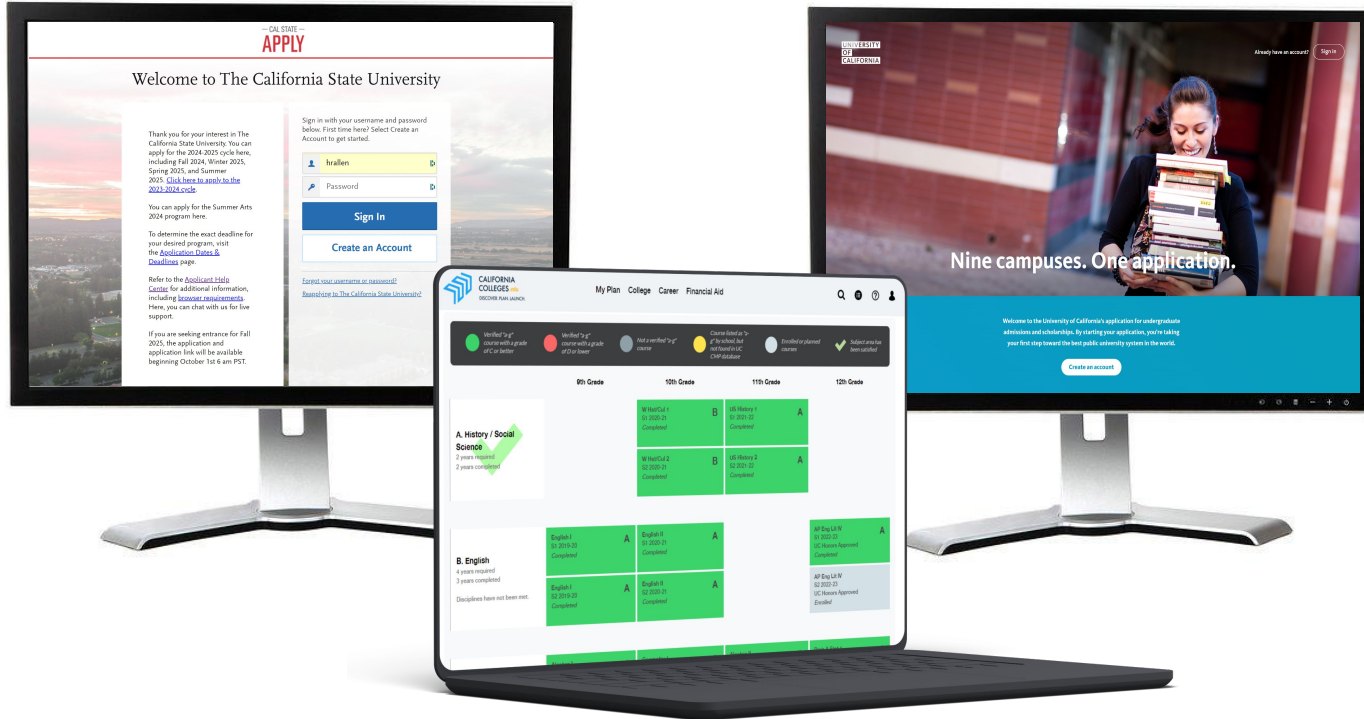 — CAL STATE —
APPLY
Welcome to The California State University
Thank you for your interest in The
California State University. You can
apply for the 2024-2025 cycle here,
including Fall 2024, Winter 2025,
Spring 2025, and Summer
2025. Click here to apply to the
2023-2024 cycle.
You can apply for the Summer Arts
2024 program here.
To determine the exact deadline for
your desired program, visit
the Application Dates &
Deadlines page.
Refer to the Applicant Help
Center for additional information,
including browser requirements.
Here, you can chat with us for live
support.
If you are seeking entrance for Fall
2025, the application and
application link will be available
beginning October 1st 6 am PST.
Sign in with your username and password
below. First time here? Select Create an
Account to get started.
hrallen
Password
Sign In
Create an Account
Forgot your username or password?
Reapplying to The California State University?
UNIVERSITY
OF
CALIFORNIA
Already have an account?
Sign in
Nine campuses. One application.
Welcome to the University of California's application for undergraduate
admissions and scholarships. By starting your application, you're taking
your first step toward the best public university system in the world.
Create an account
CALIFORNIA
COLLEGES
DISCOVER. PLAN. LAUNCH.
My Plan College Career Financial Aid
Verified "a-g"
course with a grade
of C or better
Verified "a-g"
course with a grade
of D or lower
Not a verified "a-g"
course
Course listed as "a-
g" by school, but
not found in UC
CMP database
Enrolled or planned
courses
Subject area has
been satisfied
9th Grade 10th Grade 11th Grade 12th Grade
A. History / Social
Science
2 years required
2 years completed
W Hist/Cul 1 B
S1 2020-21
Completed
US History 1 A
S1 2021-22
Completed
W Hist/Cul 2 B
S2 2020-21
Completed
US History 2 A
S2 2021-22
Completed
B. English
4 years required
3 years completed
Disciplines have not been met.
English I A
S1 2019-20
Completed
English II A
S1 2020-21
Completed
AP Eng Lit IV A
S1 2022-23
UC Honors Approved
Completed
English I A
S2 2019-20
Completed
English II A
S2 2020-21
Completed
AP Eng Lit IV
S2 2022-23
UC Honors Approved
Enrolled